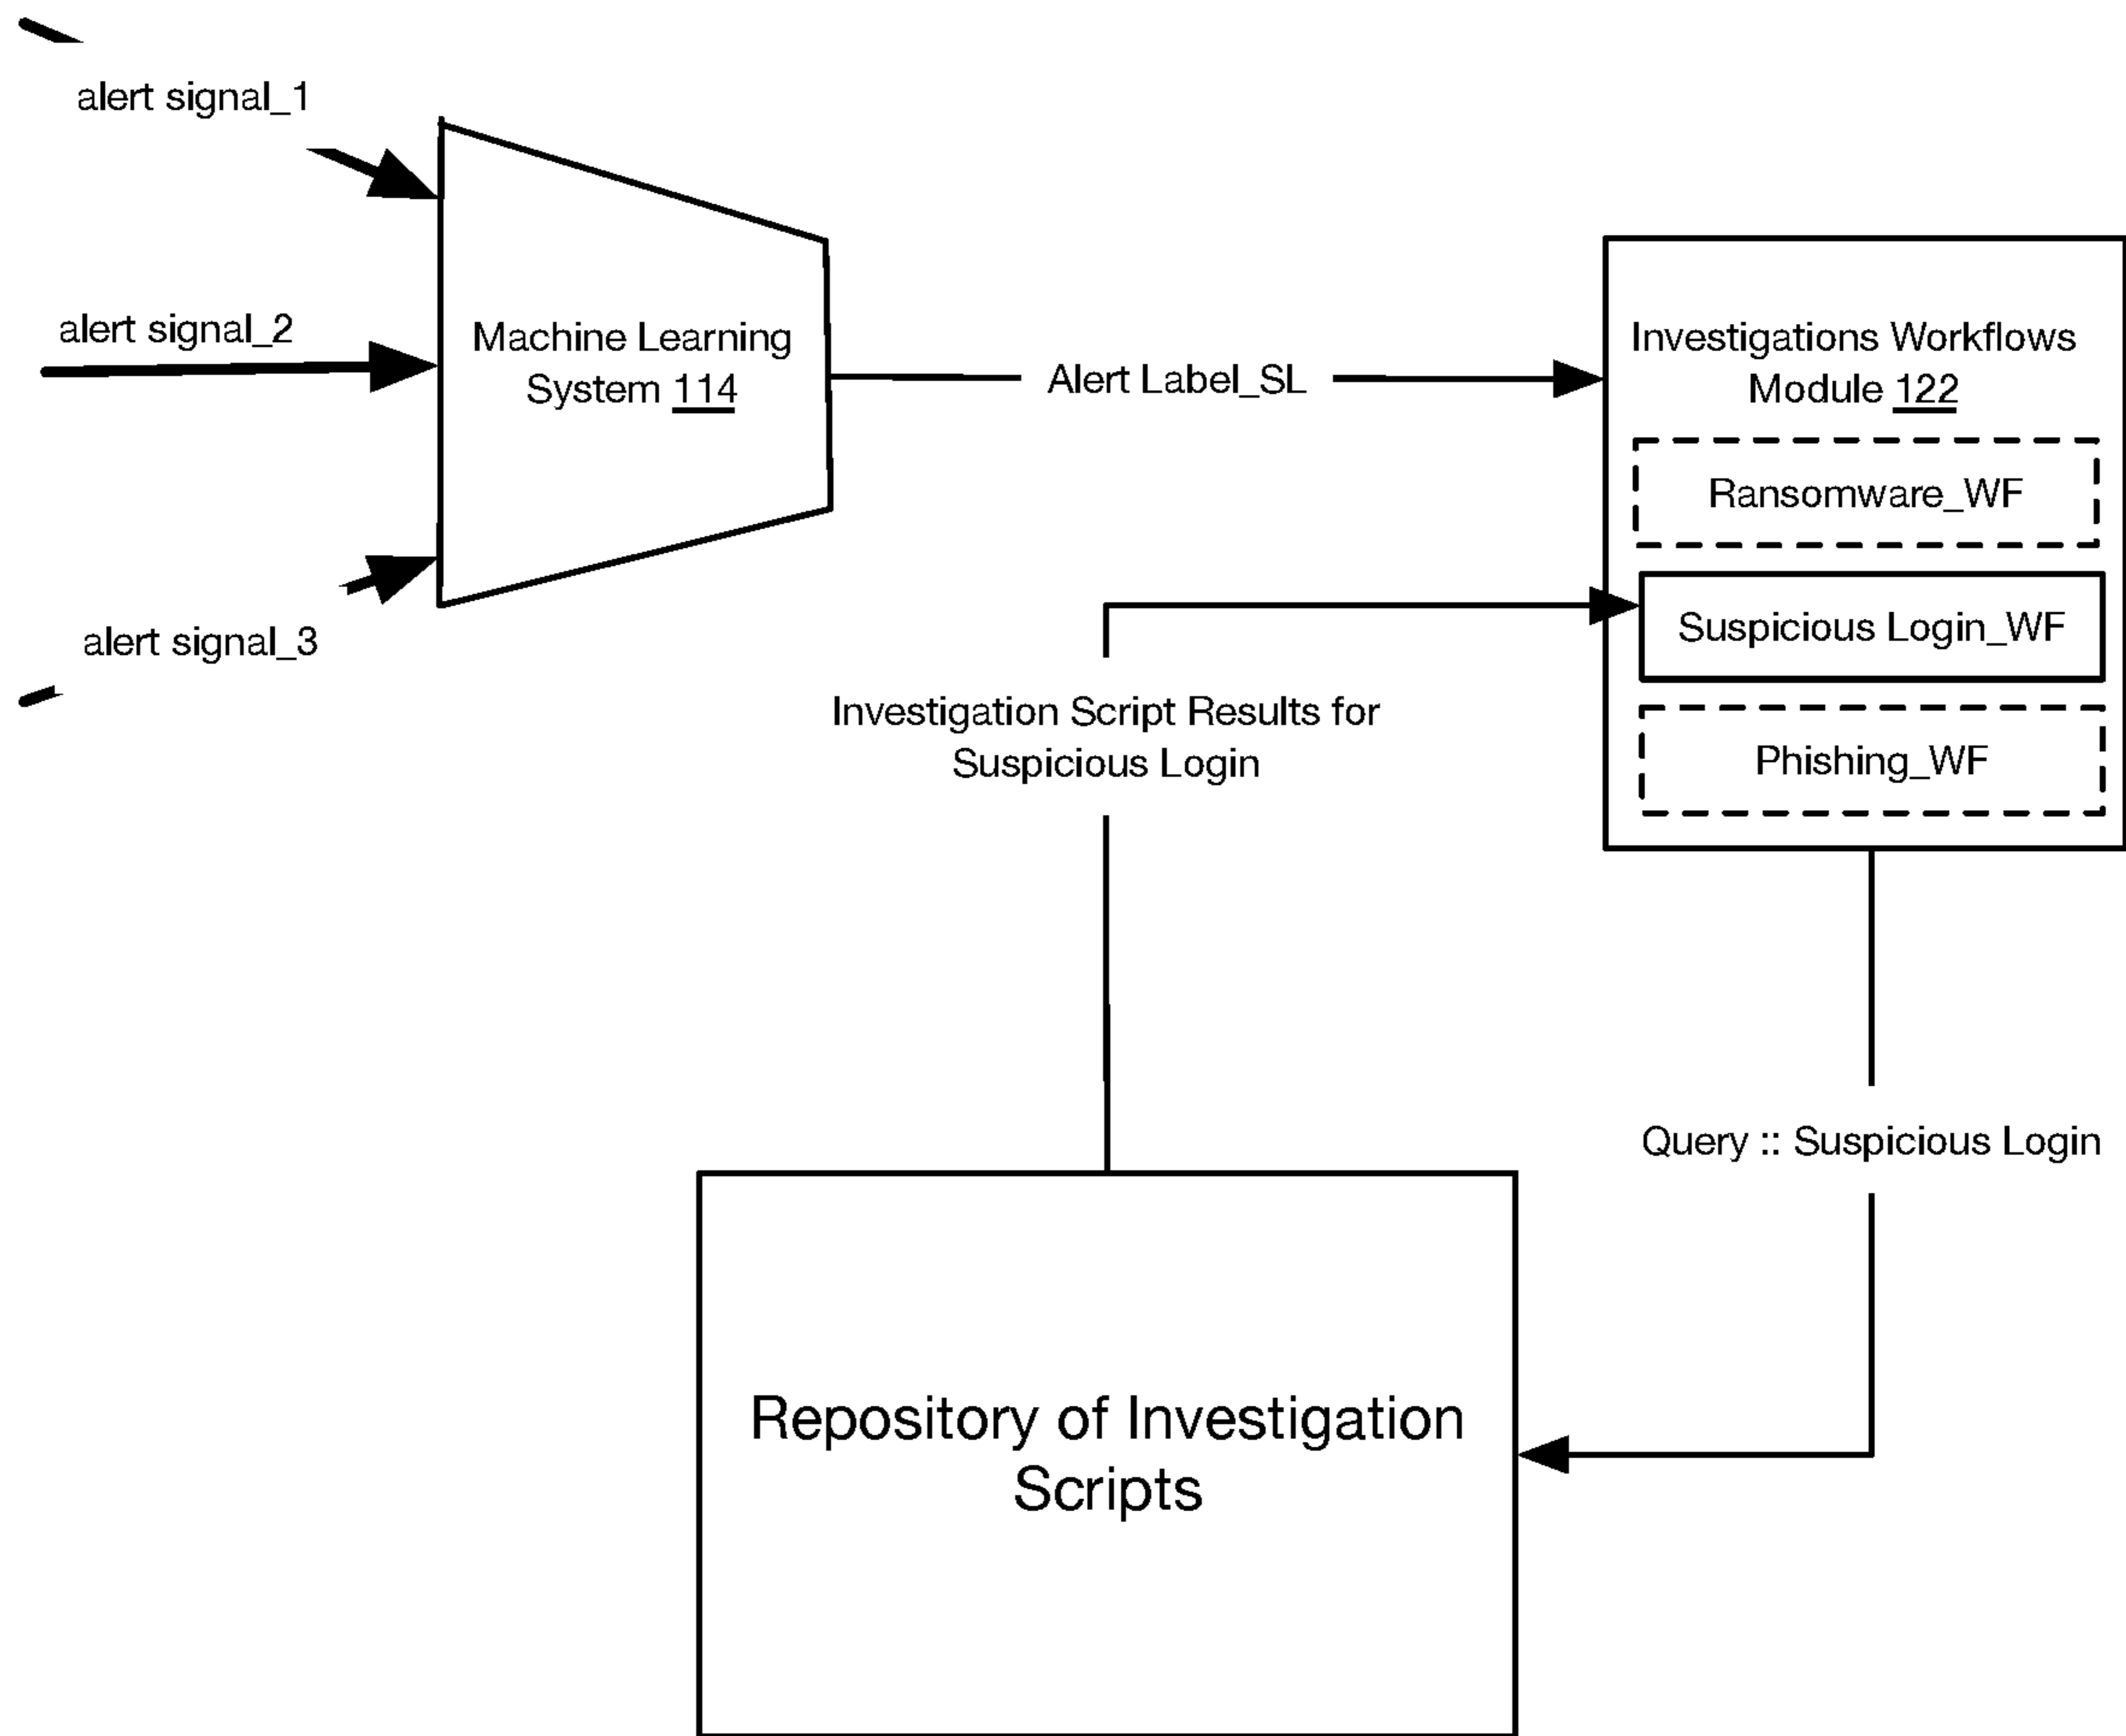 alert signal_1
alert signal_2
alert signal_3
Machine Learning
System 114
Alert Label_SL
Investigations Workflows
Module 122
Ransomware_WF
Suspicious Login_WF
Phishing_WF
Investigation Script Results for
Suspicious Login
Query :: Suspicious Login
Repository of Investigation
Scripts